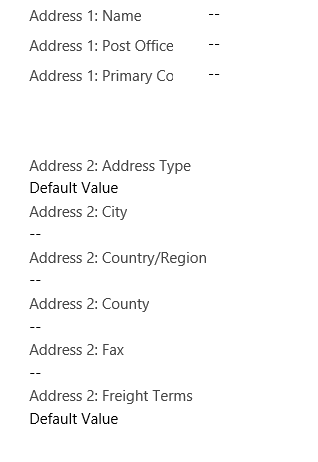 Address 1: Name --
Address 1: Post Office --
Address 1: Primary Co --
Address 2: Address Type
Default Value
Address 2: City
--
Address 2: Country/Region
--
Address 2: County
--
Address 2: Fax
--
Address 2: Freight Terms
Default Value